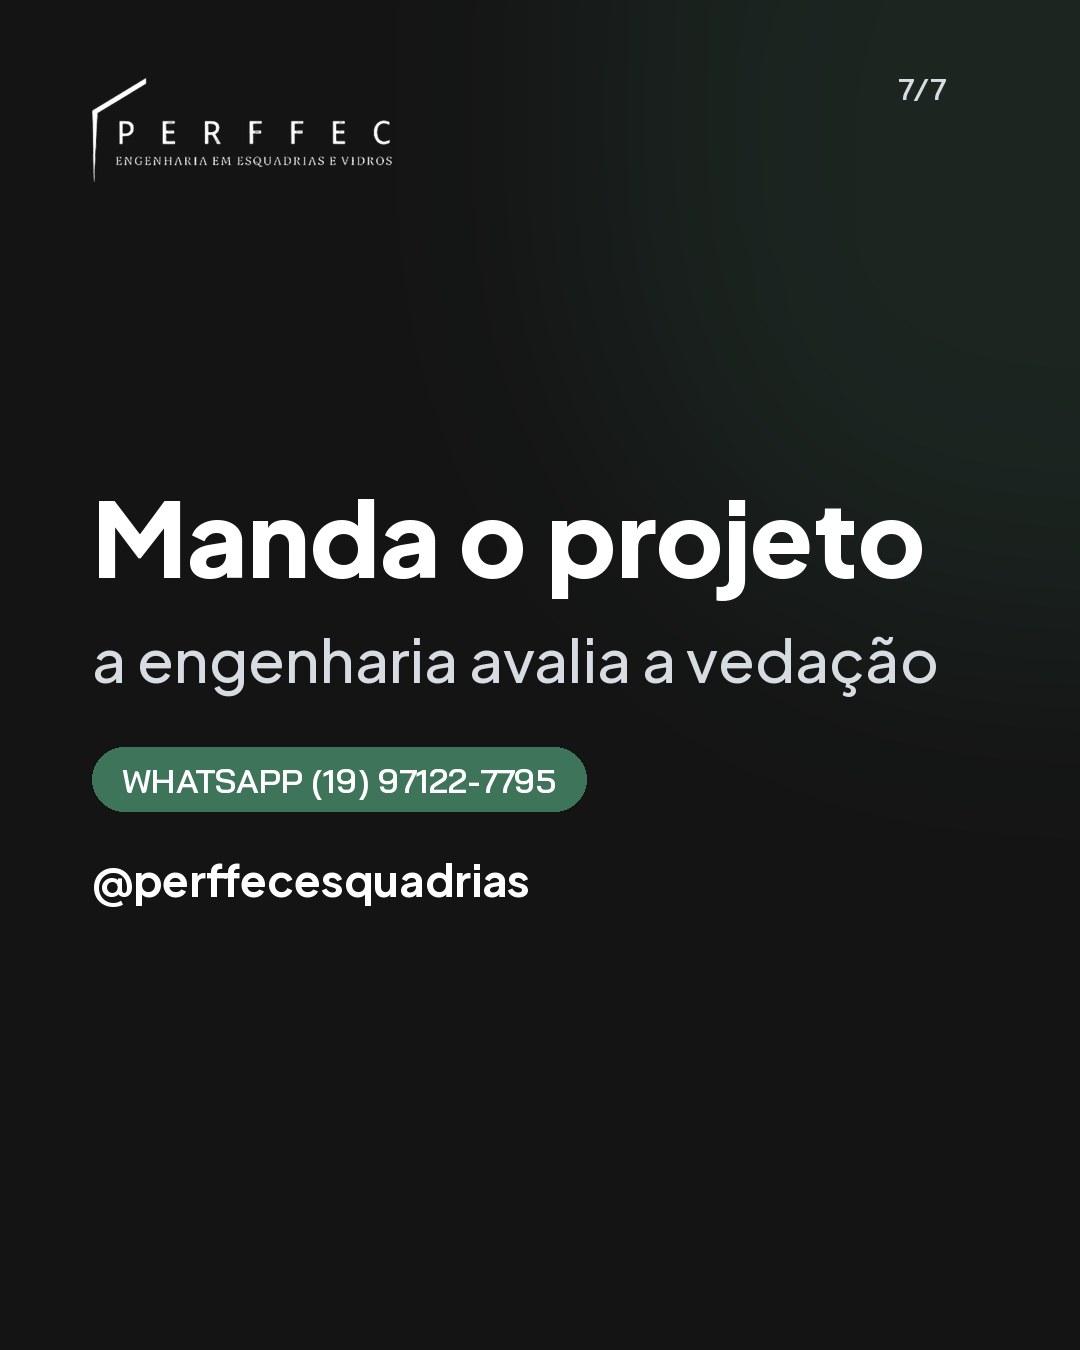 PERFFEC
ENGENHARIA EM ESQUADRIAS E VIDROS
7/7
Manda o projeto
a engenharia avalia a vedação
WHATSAPP (19) 97122-7795
@perffecesquadrias